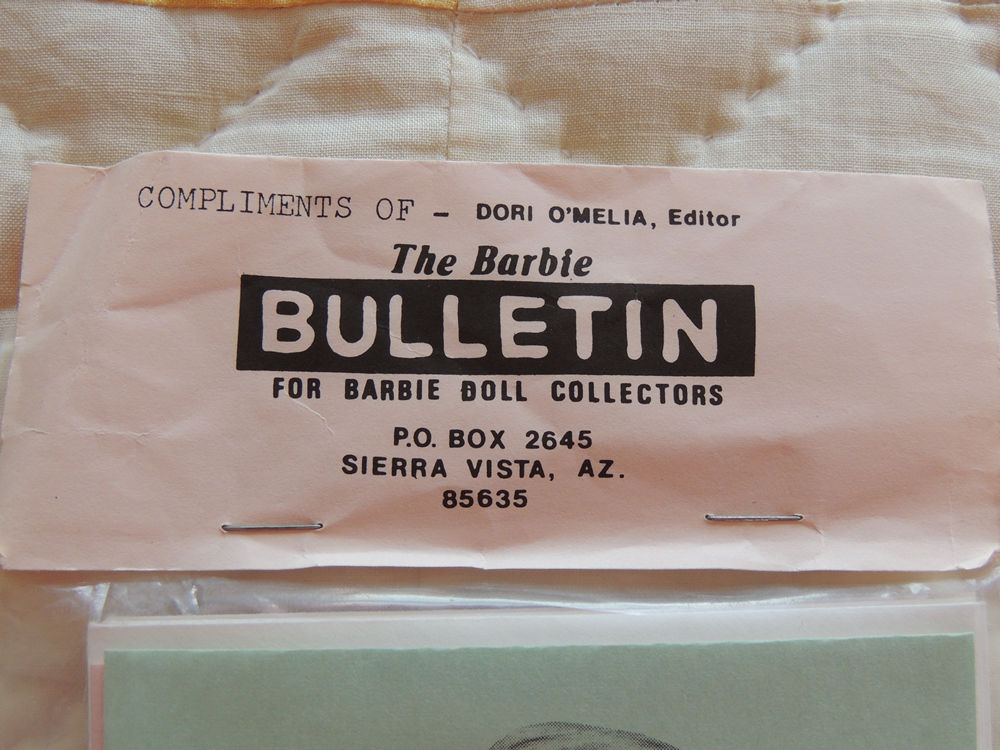 COMPLIMENTS OF - DORI O'MELIA, Editor
The Barbie
BULLETIN
FOR BARBIE DOLL COLLECTORS
P.O. BOX 2645
SIERRA VISTA, AZ.
85635